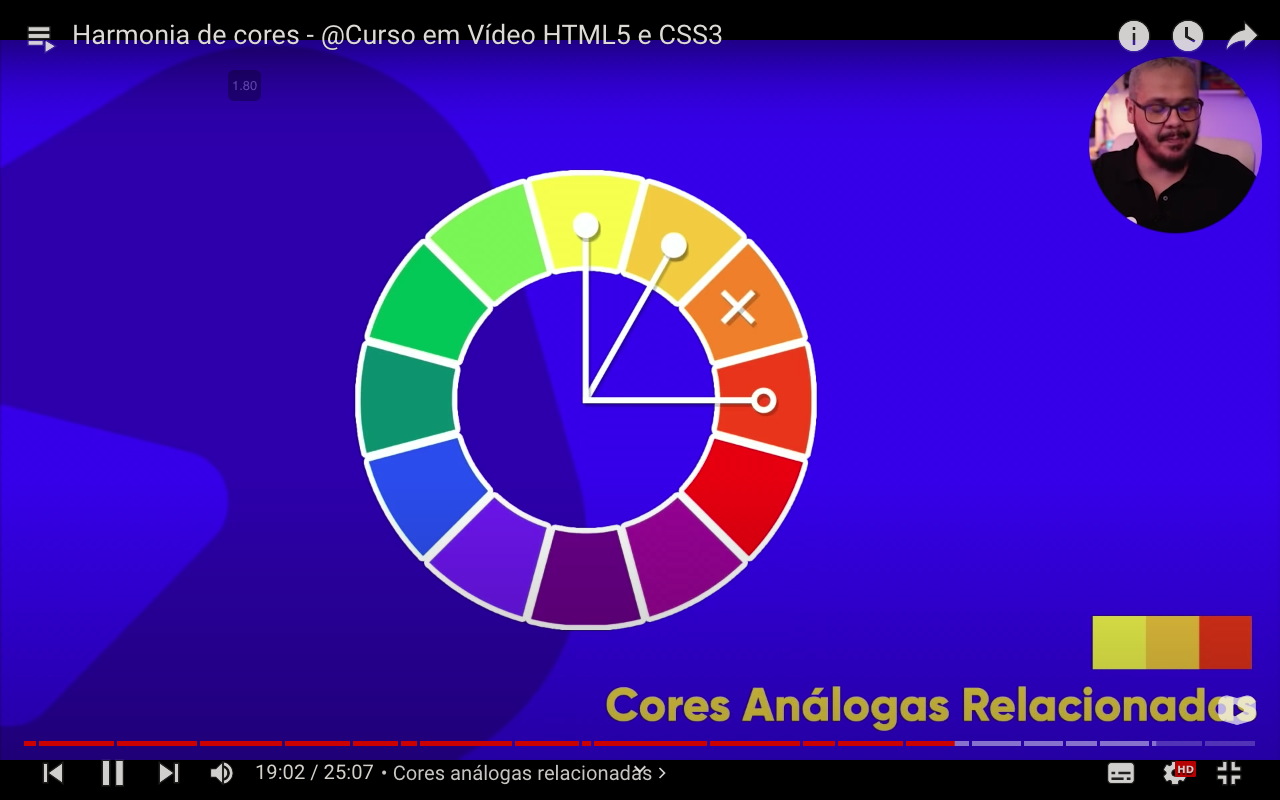 Harmonia de cores - @Curso em Vídeo HTML5 e CSS3
1.80
Cores Análogas Relacionadas
19:02 / 25:07 • Cores análogas relacionadas
HD